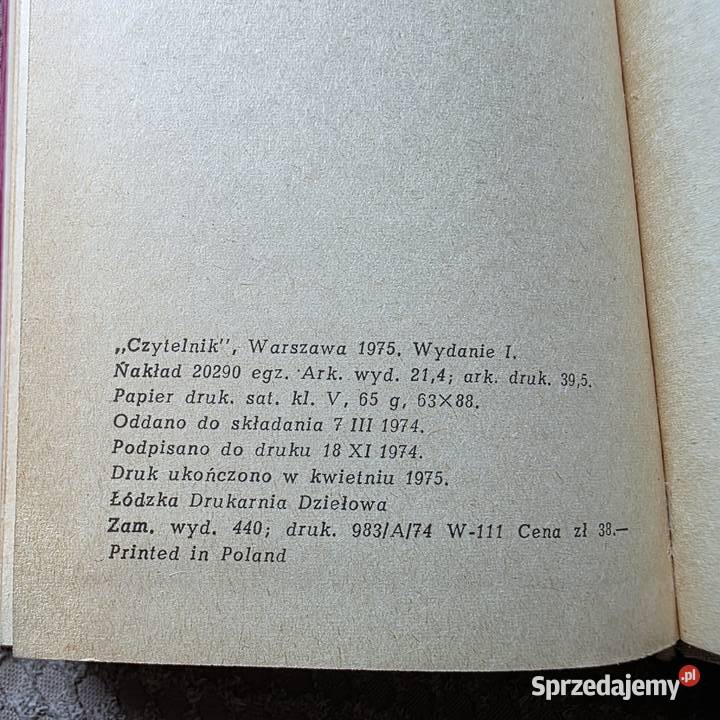 „Czytelnik”, Warszawa 1975. Wydanie I.
Nakład 20290 egz. Ark. wyd. 21,4; ark. druk. 39,5.
Papier druk. sat. kl. V, 65 g, 63×88.
Oddano do składania 7 III 1974.
Podpisano do druku 18 XI 1974.
Druk ukończono w kwietniu 1975.
Łódzka Drukarnia Dziełowa
Zam. wyd. 440; druk. 983/A/74 W-111 Cena zł 38.—
Printed in Poland
Sprzedajemy.pl